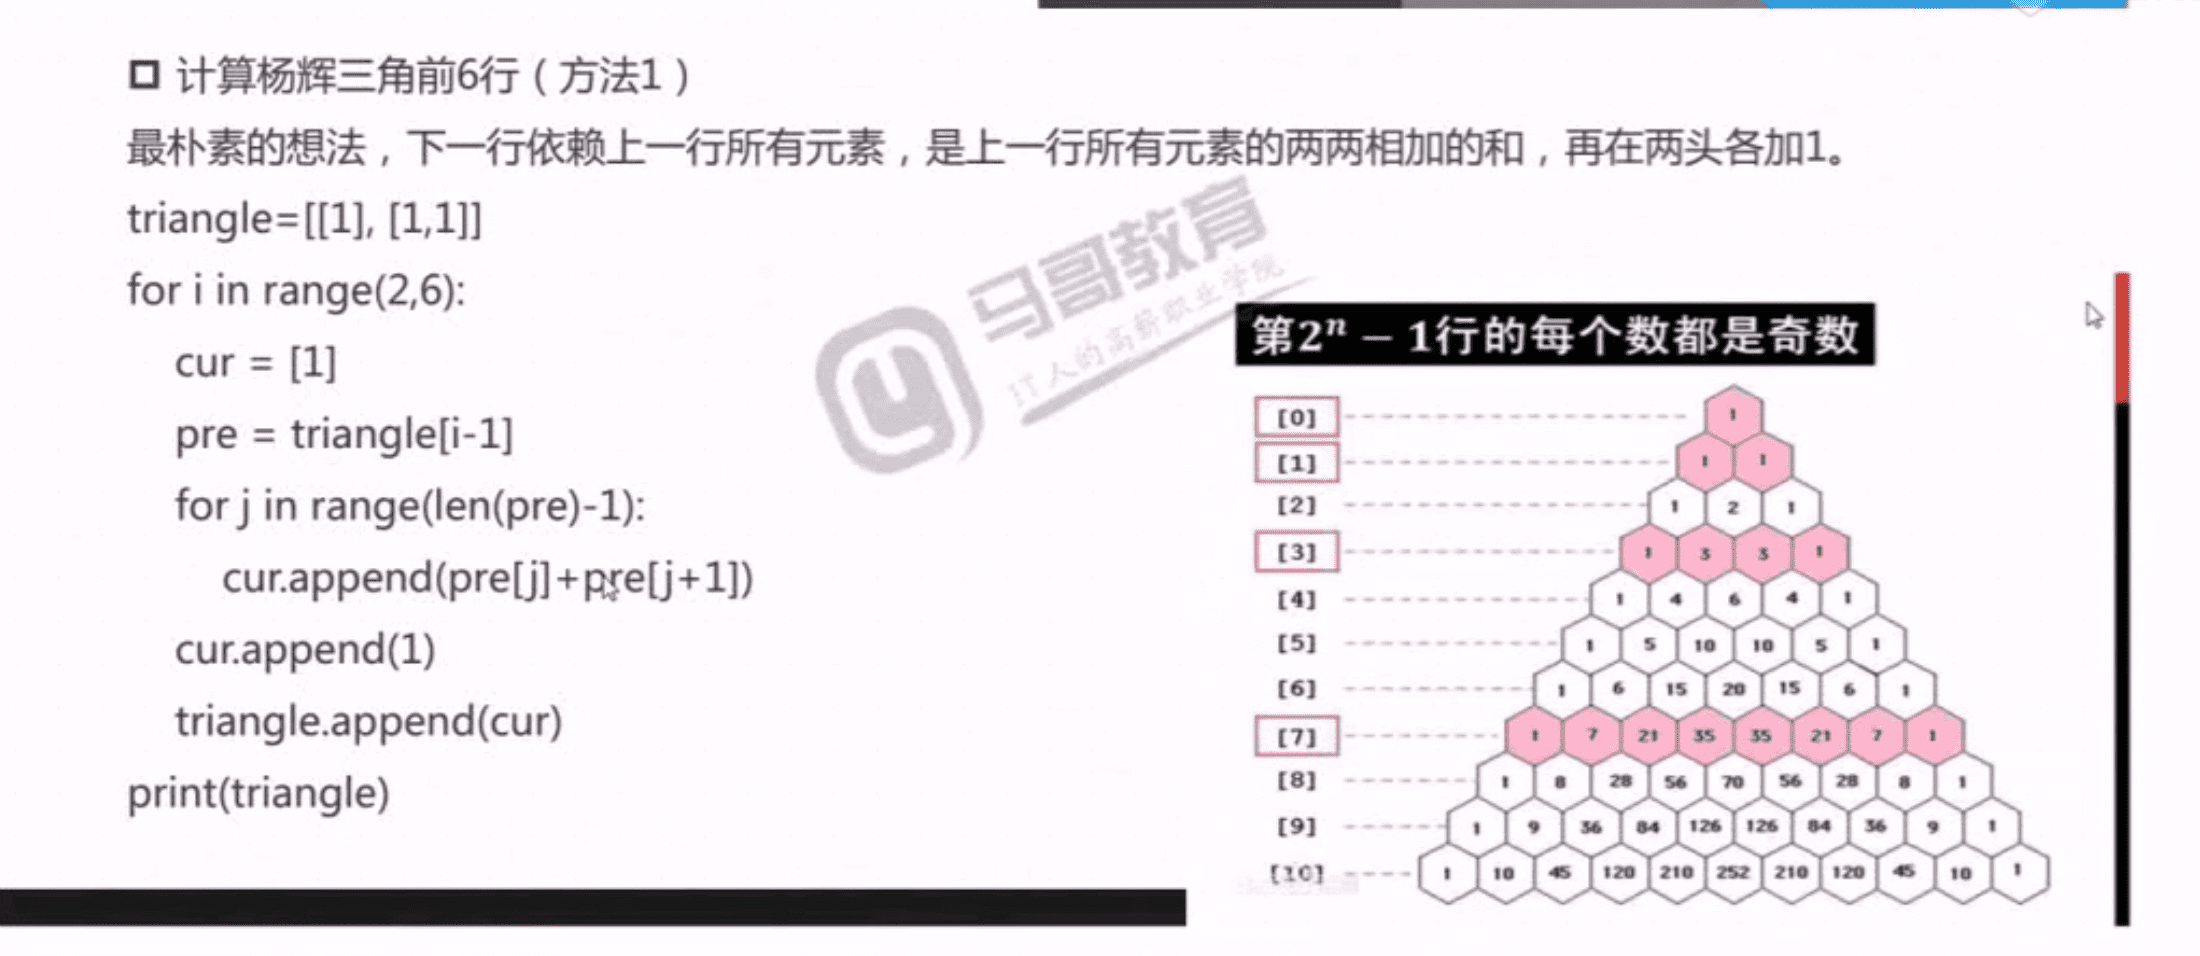 计算杨辉三角前6行（方法1）
最朴素的想法，下一行依赖上一行所有元素，是上一行所有元素的两两相加的和，再在两头各加1。
triangle=[[1], [1,1]]
for i in range(2,6):
cur = [1]
pre = triangle[i-1]
for j in range(len(pre)-1):
cur.append(pre[j]+pre[j+1])
cur.append(1)
triangle.append(cur)
print(triangle)
马哥教育
IT人的高薪职业学院
第2ⁿ − 1行的每个数都是奇数
[0] 1
[1] 1 1
[2] 1 2 1
[3] 1 3 3 1
[4] 1 4 6 4 1
[5] 1 5 10 10 5 1
[6] 1 6 15 20 15 6 1
[7] 1 7 21 35 35 21 7 1
[8] 1 8 28 56 70 56 28 8 1
[9] 1 9 36 84 126 126 84 36 9 1
[10] 1 10 45 120 210 252 210 120 45 10 1